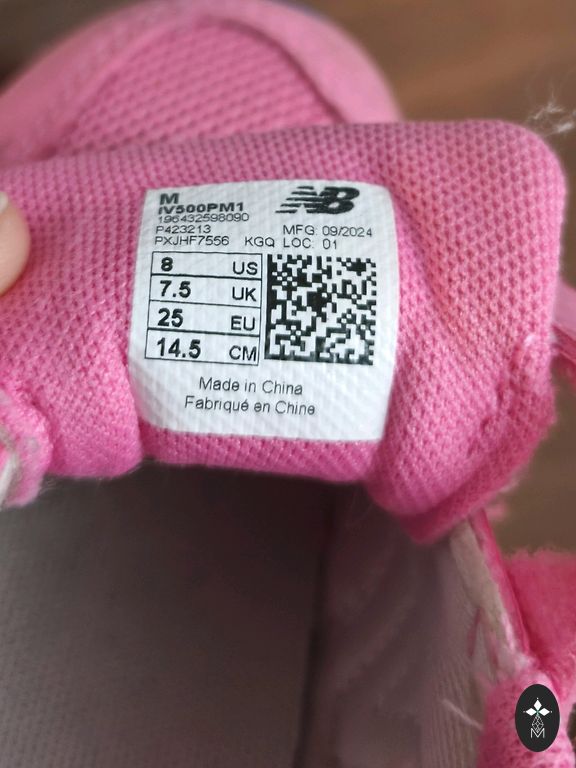 M
IV500PM1
196432598090
P423213
PXJHF7556 KGQ
NB
MFG: 09/2024
LOC: 01
8 US
7.5 UK
25 EU
14.5 CM
Made in China
Fabriqué en Chine
M